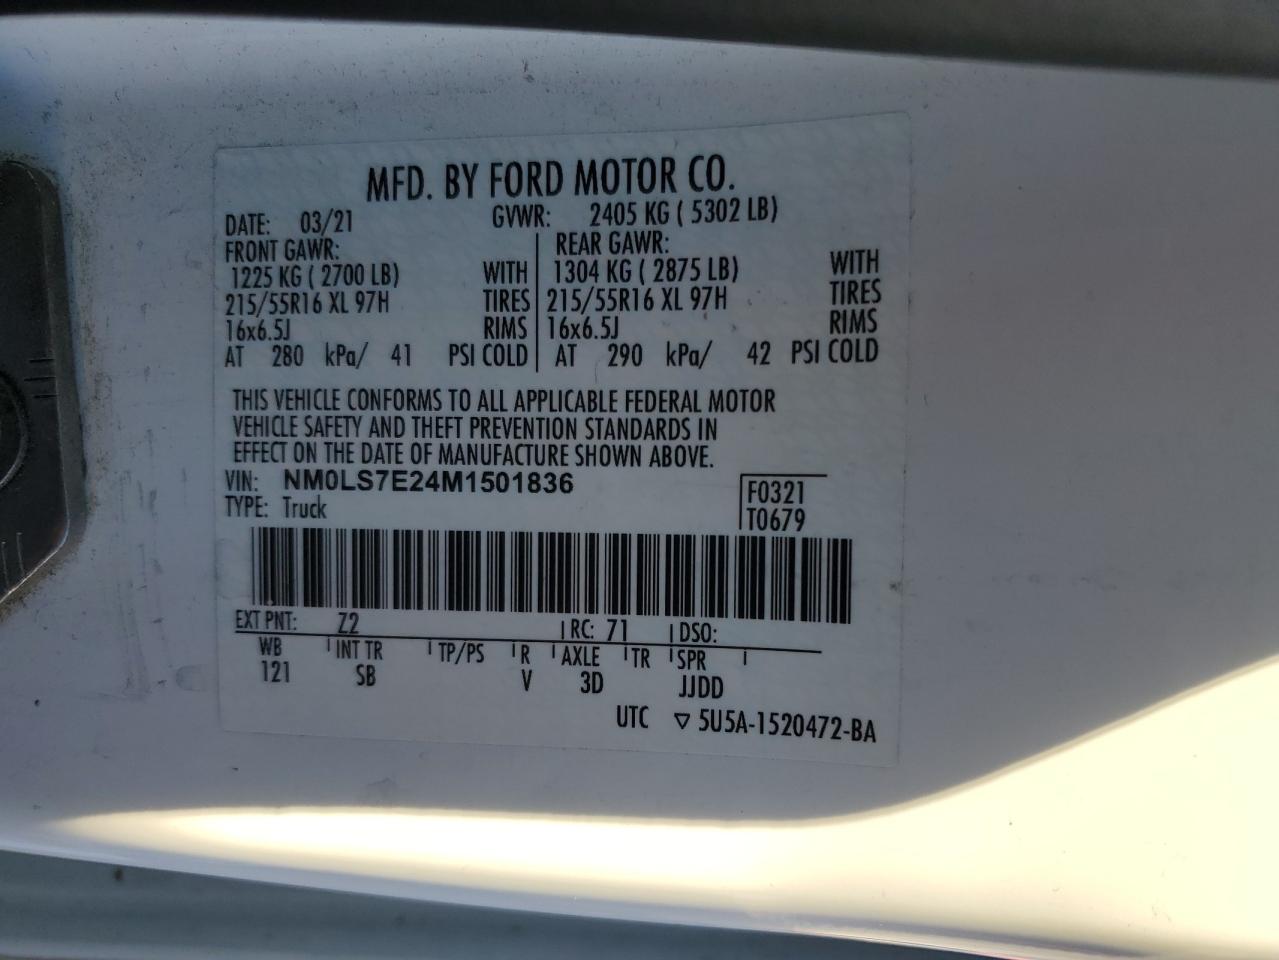 MFD. BY FORD MOTOR CO.
DATE: 03/21 GVWR: 2405 KG ( 5302 LB)
FRONT GAWR: REAR GAWR:
1225 KG ( 2700 LB) WITH 1304 KG ( 2875 LB) WITH
215/55R16 XL 97H TIRES 215/55R16 XL 97H TIRES
16x6.5J RIMS 16x6.5J RIMS
AT 280 kPa/ 41 PSI COLD AT 290 kPa/ 42 PSI COLD
THIS VEHICLE CONFORMS TO ALL APPLICABLE FEDERAL MOTOR
VEHICLE SAFETY AND THEFT PREVENTION STANDARDS IN
EFFECT ON THE DATE OF MANUFACTURE SHOWN ABOVE.
VIN: NM0LS7E24M1501836 F0321
TYPE: Truck T0679
EXT PNT: Z2 RC: 71 DSO:
WB INT TR TP/PS R AXLE TR SPR
121 SB V 3D JJDD
UTC ▽ 5U5A-1520472-BA